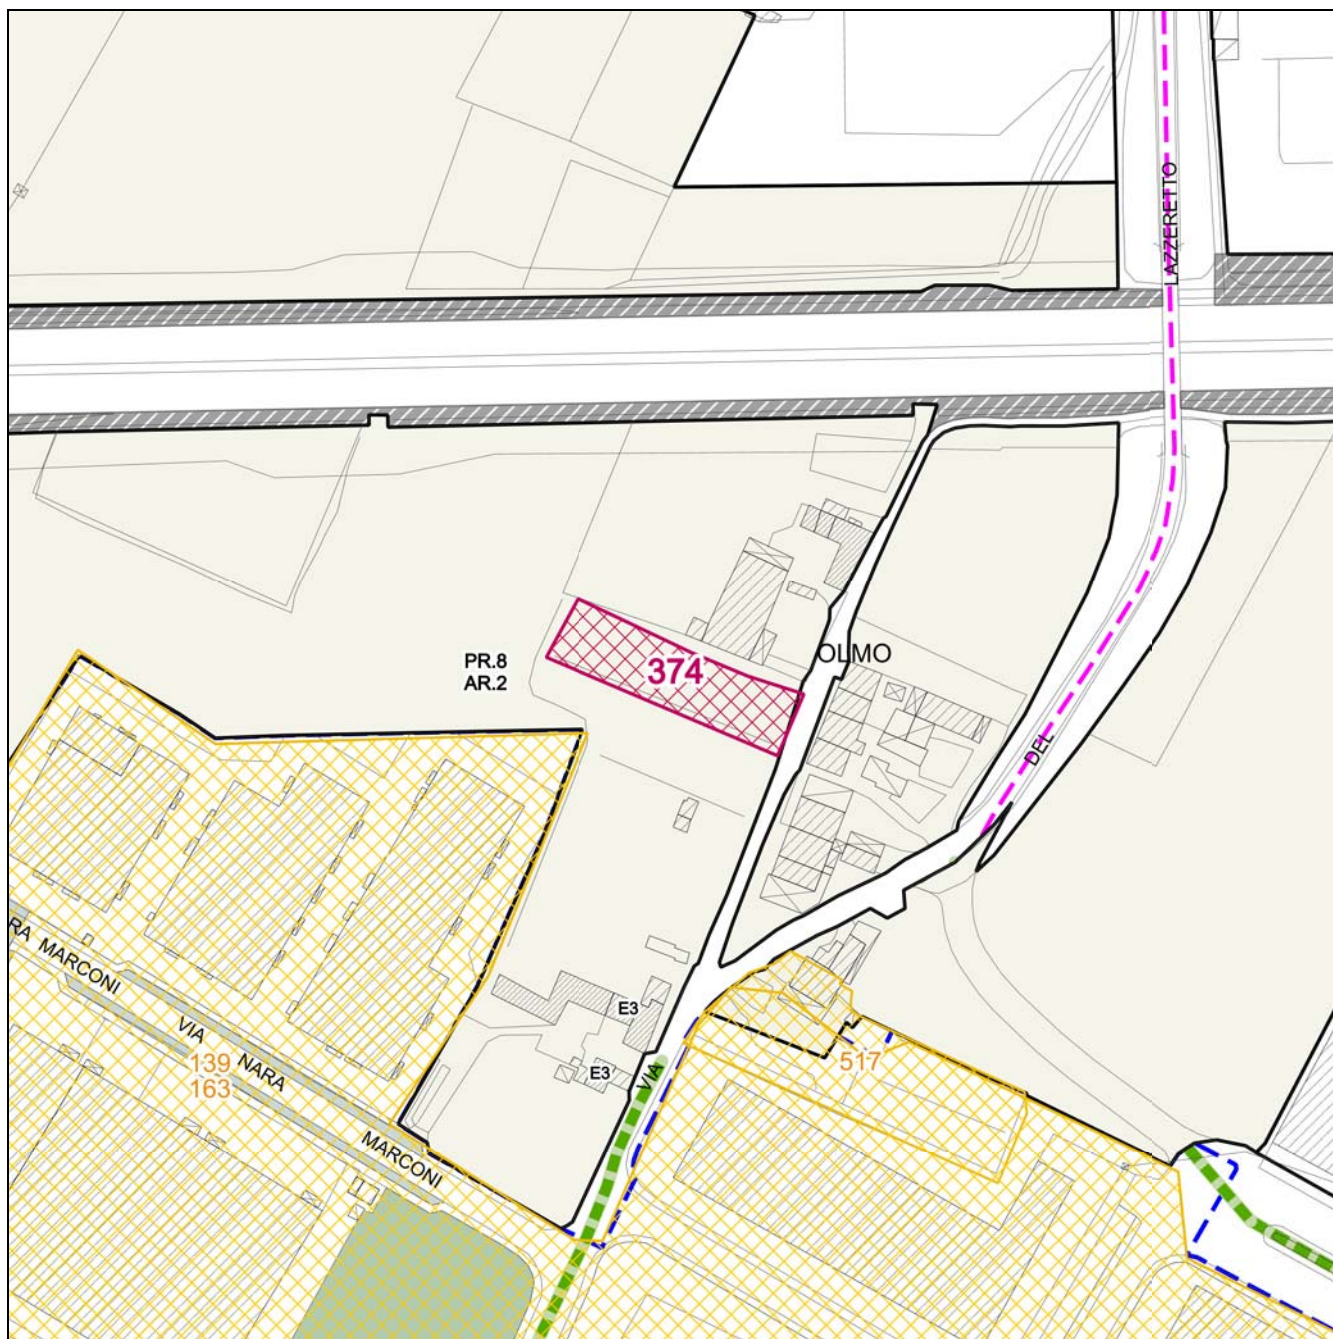 LAZZERETTO
OLMO
PR.8
AR.2
374
DEL
RA MARCONI
VIA NARA
139
163
MARCONI
E3
E3
VIA
517